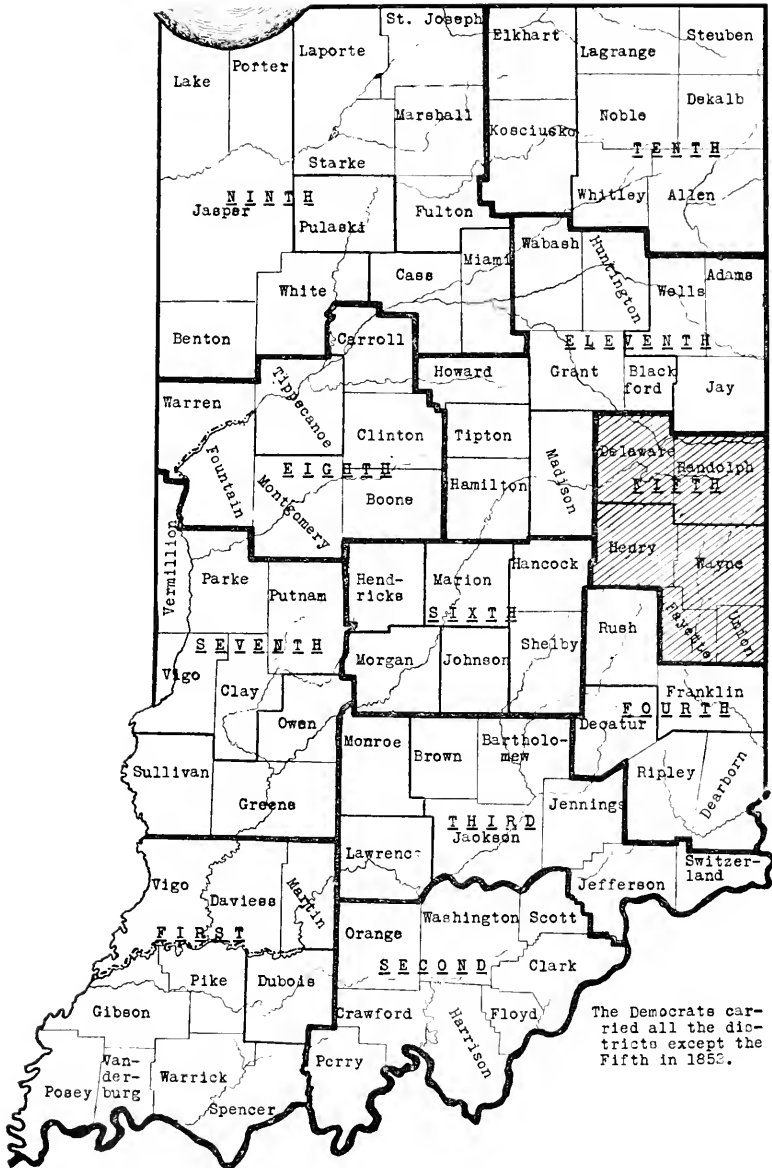 St. Joseph
Elkhart
Steuben
Laporte
Lagrange
Lake
Porter
Dekalb
Marshall
Noble
Kosciusko
TENTH
Starke
NINTH
Whitley
Allen
Jasper
Fulton
Pulaski
Wabash
Huntington
Miami
Cass
Adams
White
Wells
Benton
Carroll
ELEVENTH
Howard
Grant
Black
ford
Jay
Tippecanoe
Warren
Clinton
Tipton
Delaware
Randolph
Fountain
EIGHTH
Madison
FIFTH
Montgomery
Boone
Hamilton
Henry
Wayne
Vermillion
Parke
Hend-
ricks
Marion
Hancock
Putnam
SIXTH
Rush
Fayette
Union
SEVENTH
Morgan
Johnson
Shelby
Vigo
Clay
Franklin
FOURTH
Owen
Decatur
Monroe
Brown
Bartholo-
mew
Sullivan
Ripley
Dearborn
Greene
Jennings
THIRD
Jackson
Lawrence
Switzer-
land
Vigo
Daviess
Martin
Jefferson
Washington
Scott
FIRST
Orange
SECOND
Clark
Pike
Dubois
Gibson
Crawford
Harrison
Floyd
Perry
Van-
der-
burg
Warrick
Posey
Spencer
The Democrats car-
ried all the dis-
tricts except the
Fifth in 1852.